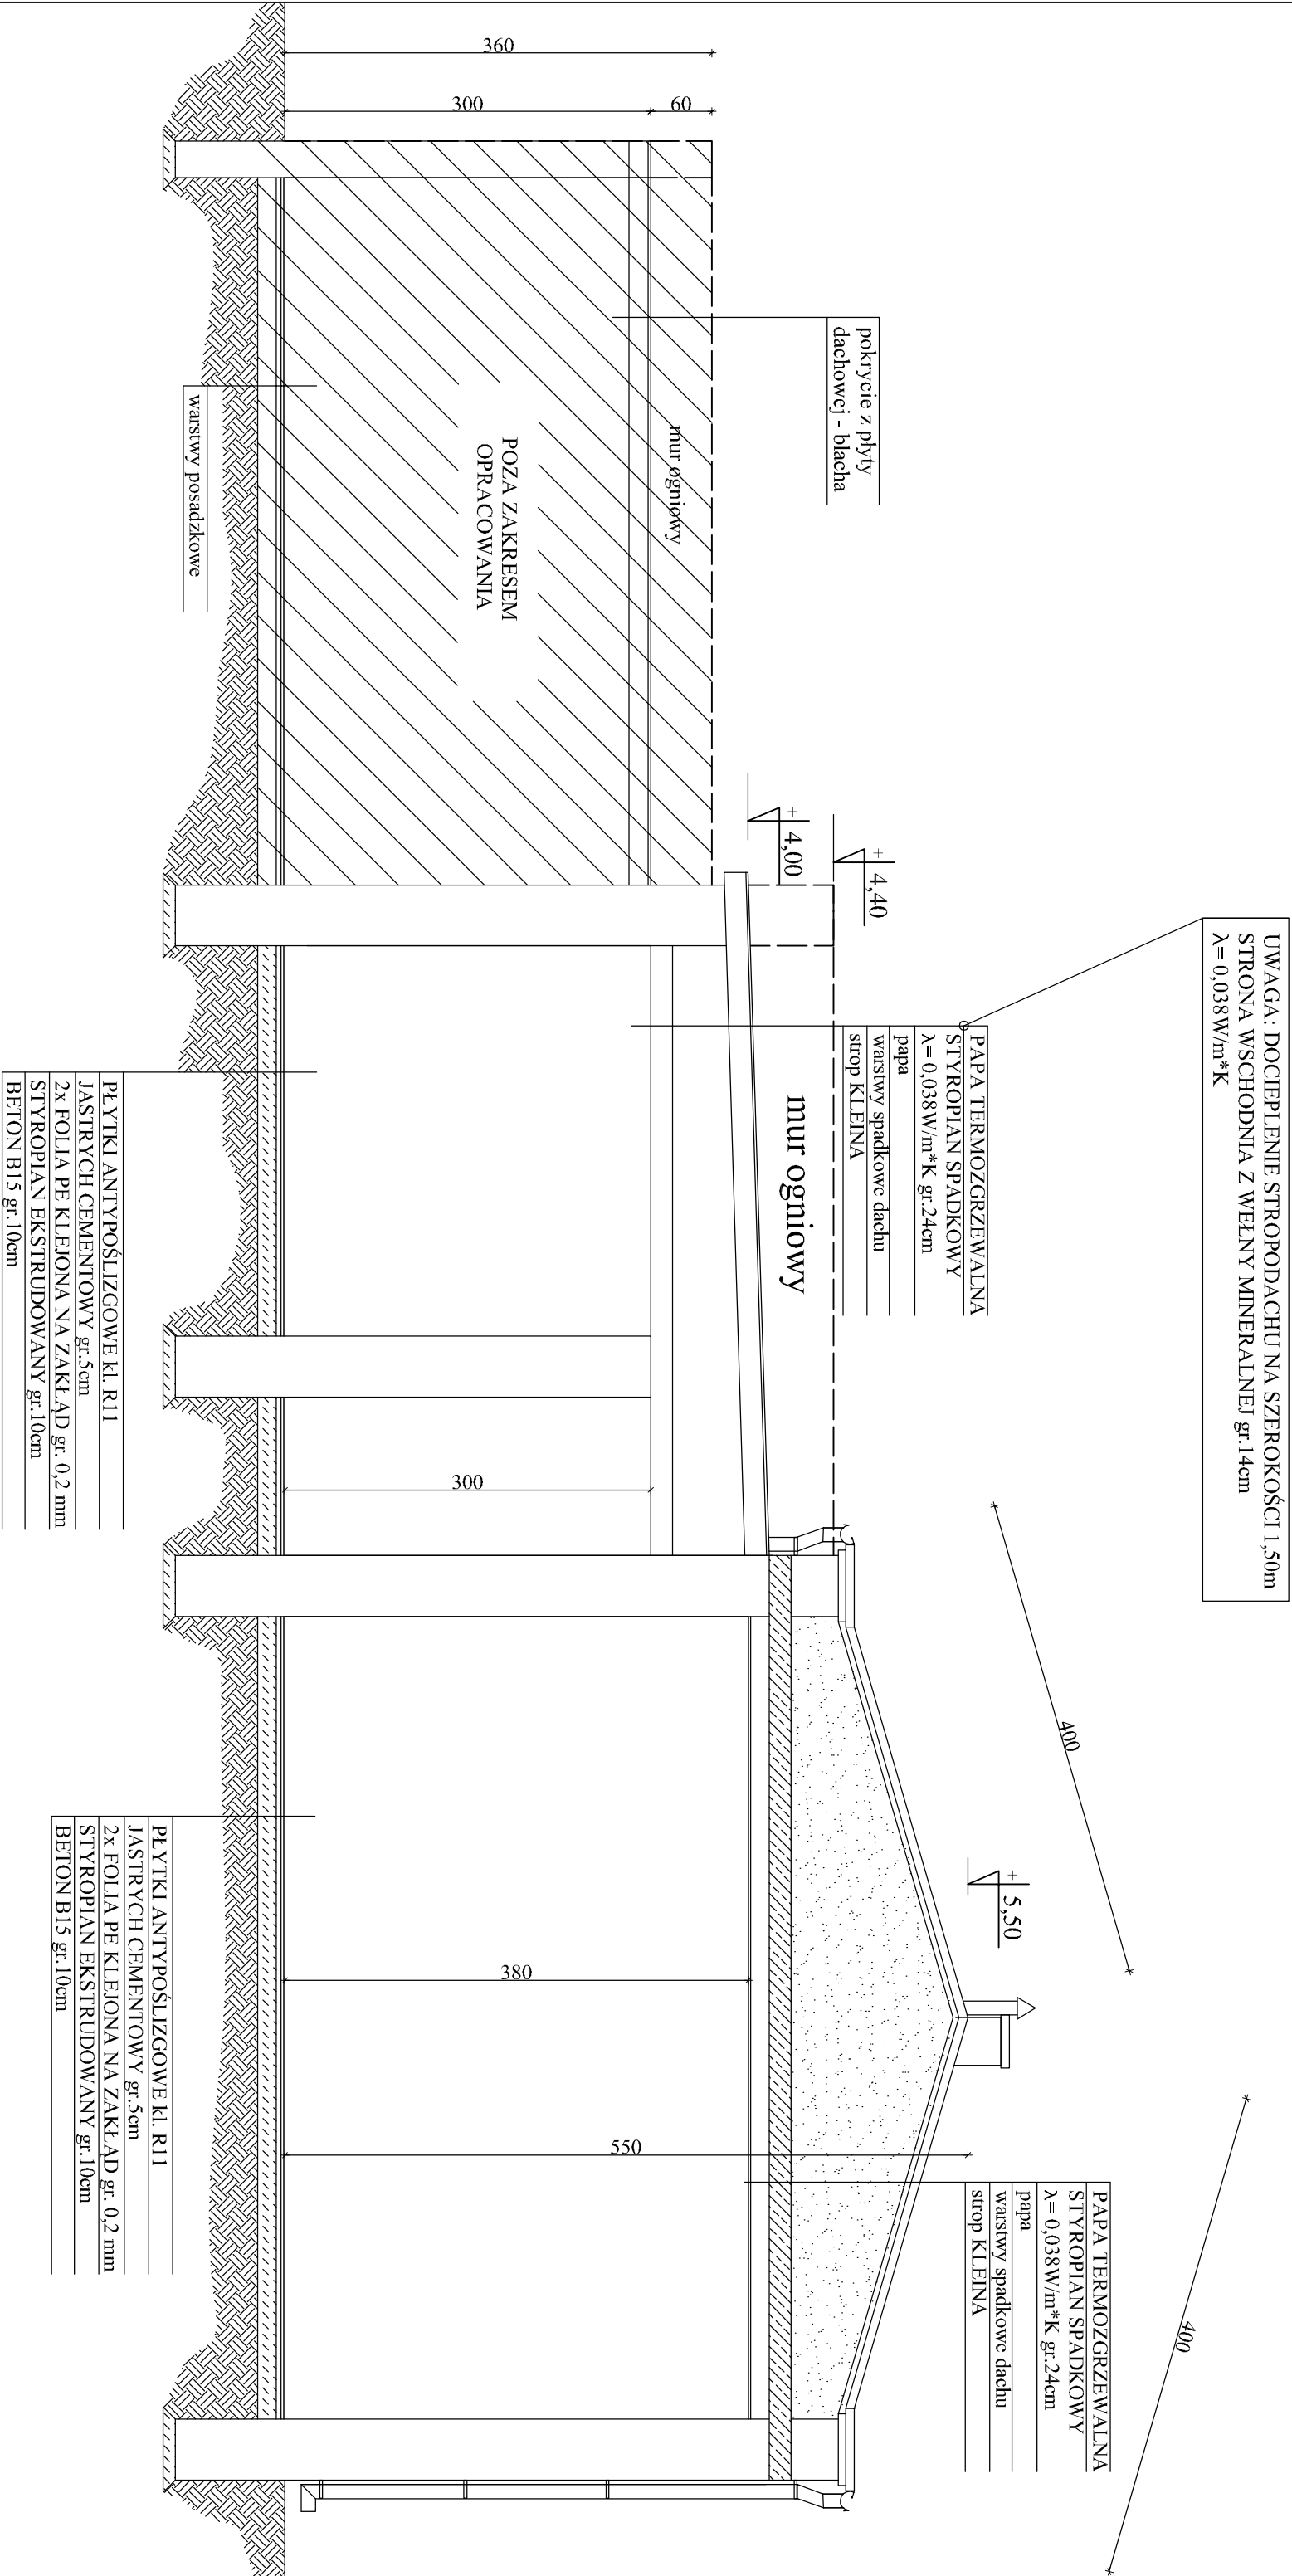 UWAGA: DOCIEPLENIE STROPODACHU NA SZEROKOŚCI 1,50m
STRONA WSCHODNIA Z WEŁNY MINERALNEJ gr.14cm
λ= 0,038W/m*K
pokrycie z płyty
dachowej - blacha
+ 4,40
+ 4,00
PAPA TERMOZGRZEWALNA
STYROPIAN SPADKOWY
λ= 0,038W/m*K gr.24cm
papa
warstwy spadkowe dachu
strop KLEINA
mur ogniowy
400
+ 5,50
400
PAPA TERMOZGRZEWALNA
STYROPIAN SPADKOWY
λ= 0,038W/m*K gr.24cm
papa
warstwy spadkowe dachu
strop KLEINA
360
300
60
mur ogniowy
POZA ZAKRESEM
OPRACOWANIA
300
380
550
warstwy posadzkowe
PŁYTKI ANTYPOŚLIZGOWE kl. R11
JASTRYCH CEMENTOWY gr.5cm
2x FOLIA PE KLEJONA NA ZAKŁAD gr. 0,2 mm
STYROPIAN EKSTRUDOWANY gr.10cm
BETON B15 gr.10cm
PŁYTKI ANTYPOŚLIZGOWE kl. R11
JASTRYCH CEMENTOWY gr.5cm
2x FOLIA PE KLEJONA NA ZAKŁAD gr. 0,2 mm
STYROPIAN EKSTRUDOWANY gr.10cm
BETON B15 gr.10cm